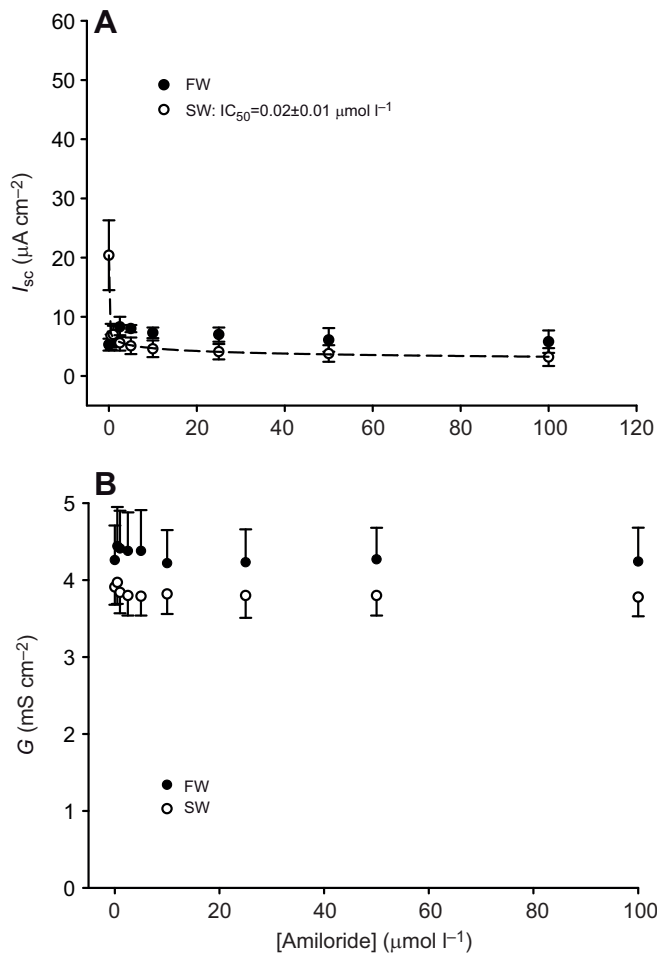 A
60
50
40
30
20
10
0
I_sc (μA cm⁻²)
FW
SW: IC₅₀=0.02±0.01 μmol l⁻¹
0 20 40 60 80 100 120
B
5
4
3
2
1
0
G (mS cm⁻²)
FW
SW
0 20 40 60 80 100
[Amiloride] (μmol l⁻¹)